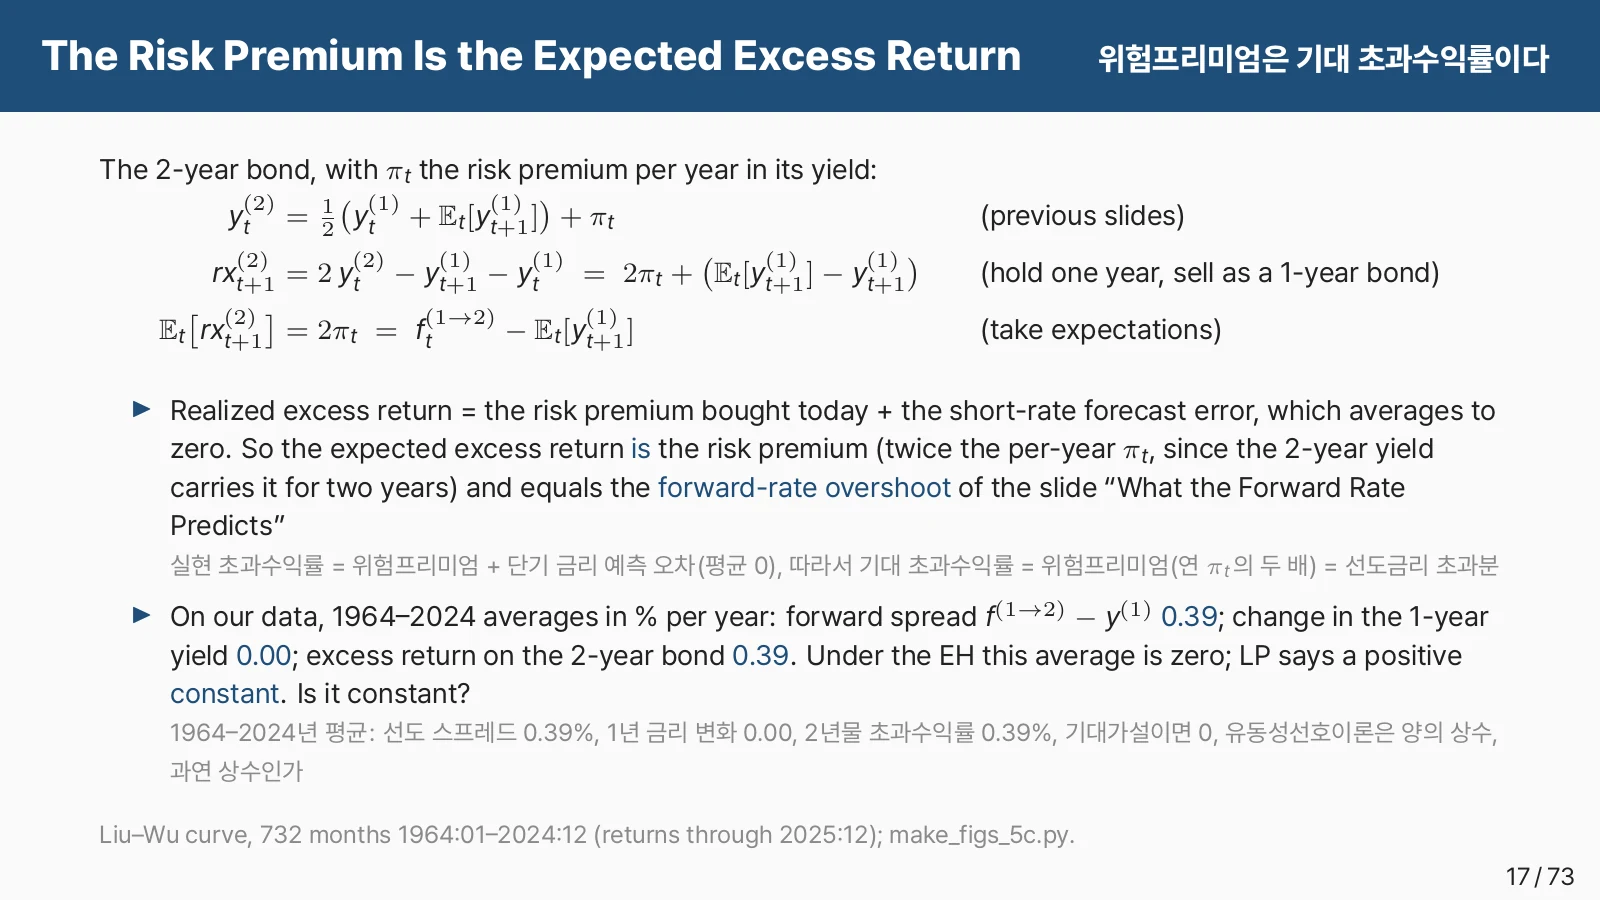 The Risk Premium Is the Expected Excess Return 위험프리미엄은 기대 초과수익률이다
The 2-year bond, with π_t the risk premium per year in its yield:
y_t^{(2)} = ½(y_t^{(1)} + 𝔼_t[y_{t+1}^{(1)}]) + π_t (previous slides)
rx_{t+1}^{(2)} = 2 y_t^{(2)} − y_{t+1}^{(1)} − y_t^{(1)} = 2π_t + (𝔼_t[y_{t+1}^{(1)}] − y_{t+1}^{(1)}) (hold one year, sell as a 1-year bond)
𝔼_t[rx_{t+1}^{(2)}] = 2π_t = f_t^{(1→2)} − 𝔼_t[y_{t+1}^{(1)}] (take expectations)
▶ Realized excess return = the risk premium bought today + the short-rate forecast error, which averages to
zero. So the expected excess return is the risk premium (twice the per-year π_t, since the 2-year yield
carries it for two years) and equals the forward-rate overshoot of the slide “What the Forward Rate
Predicts”
실현 초과수익률 = 위험프리미엄 + 단기 금리 예측 오차(평균 0), 따라서 기대 초과수익률 = 위험프리미엄(연 π_t의 두 배) = 선도금리 초과분
▶ On our data, 1964–2024 averages in % per year: forward spread f^{(1→2)} − y^{(1)} 0.39; change in the 1-year
yield 0.00; excess return on the 2-year bond 0.39. Under the EH this average is zero; LP says a positive
constant. Is it constant?
1964–2024년 평균: 선도 스프레드 0.39%, 1년 금리 변화 0.00, 2년물 초과수익률 0.39%, 기대가설이면 0, 유동성선호이론은 양의 상수,
과연 상수인가
Liu–Wu curve, 732 months 1964:01–2024:12 (returns through 2025:12); make_figs_5c.py.
17 / 73